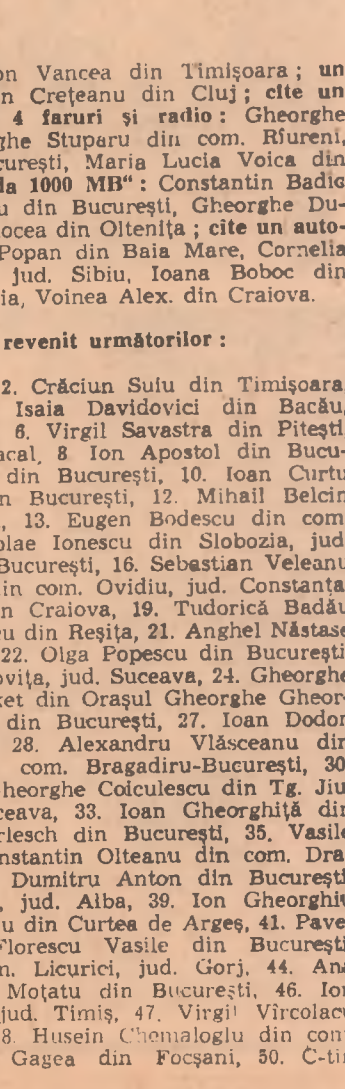 on Vancea din Timişoara ; un
n Creţeanu din Cluj ; cîte un
4 faruri şi radio : Gheorghe
ghe Stuparu din com. Rîureni,
cureşti, Maria Lucia Voica din
la 1000 MB“ : Constantin Badic
u din Bucureşti, Gheorghe Du-
ocea din Olteniţa ; cite un auto-
Popan din Baia Mare, Cornelia
jud. Sibiu, Ioana Boboc din
ia, Voinea Alex. din Craiova.
revenit următorilor :
2. Crăciun Suiu din Timişoara,
Isaia Davidovici din Bacău,
6. Virgil Savastra din Piteşti,
acal, 8 Ion Apostol din Bucu-
din Bucureşti, 10. Ioan Curtu
n Bucureşti, 12. Mihail Belcin
, 13. Eugen Bodescu din com.
olae Ionescu din Slobozia, jud.
Bucureşti, 16. Sebastian Veleanu
in com. Ovidiu, jud. Constanţa
n Craiova, 19. Tudorică Badău
cu din Reşiţa, 21. Anghel Năstase
22. Olga Popescu din Bucureşti
oviţa, jud. Suceava, 24. Gheorghe
ket din Oraşul Gheorghe Gheor-
din Bucureşti, 27. Ioan Dodor
28. Alexandru Vlăsceanu din
com. Bragadiru-Bucureşti, 30.
Gheorghe Coiculescu din Tg. Jiu
ceava, 33. Ioan Gheorghiţă din
rlesch din Bucureşti, 35. Vasile
onstantin Olteanu din com. Dra-
Dumitru Anton din Bucureşti
, jud. Alba, 39. Ion Gheorghiv
u din Curtea de Argeş, 41. Pavel
Florescu Vasile din Bucureşti
m. Licurici, jud. Gorj, 44. Ana
Moţatu din Bucureşti, 46. Ion
jud. Timiş, 47. Virgil Vîrcolacu
8. Husein Chemaloglu din com
Gagea din Focşani, 50. C-tin